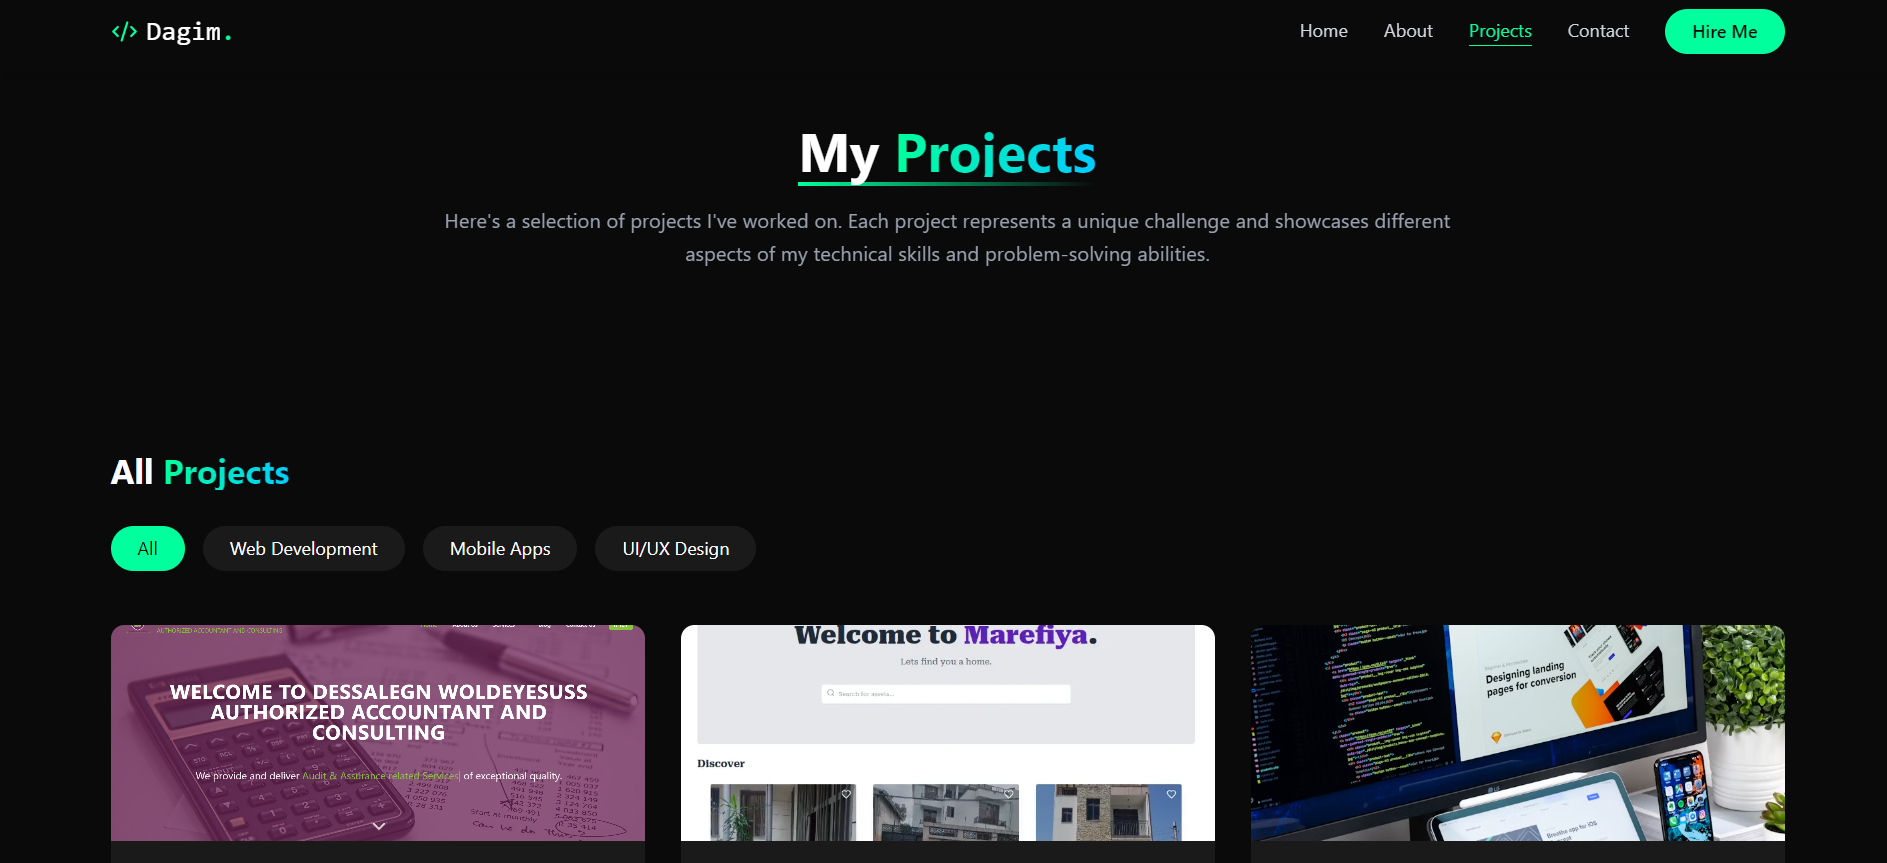 </> Dagim.
Home About Projects Contact Hire Me
My Projects
Here's a selection of projects I've worked on. Each project represents a unique challenge and showcases different
aspects of my technical skills and problem-solving abilities.
All Projects
All Web Development Mobile Apps UI/UX Design
AUTHORIZED ACCOUNTANT AND CONSULTING
WELCOME TO DESSALEGN WOLDEYESUSS
AUTHORIZED ACCOUNTANT AND
CONSULTING
We provide and deliver Audit & Assurance related Services| of exceptional quality.
Welcome to Marefiya.
Lets find you a home.
Search for assets...
Discover
Designing landing
pages for conversion